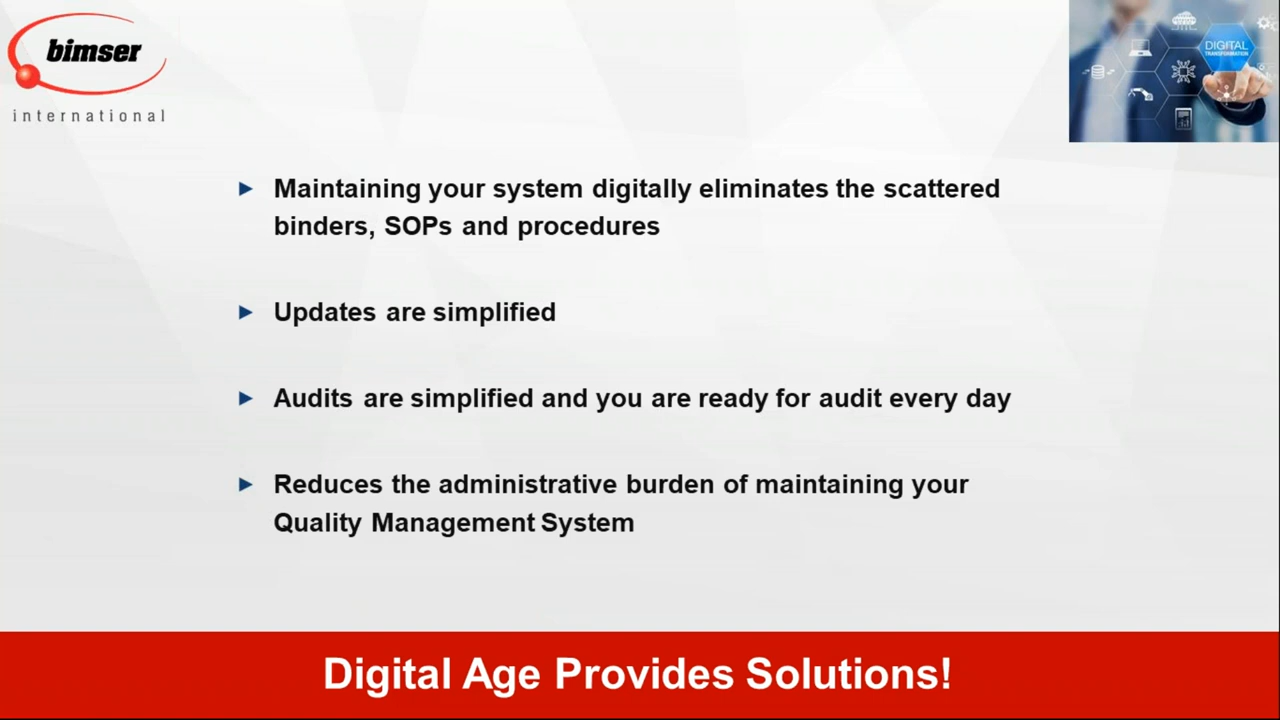 bimser
international
DIGITAL
TRANSFORMATION
► Maintaining your system digitally eliminates the scattered
binders, SOPs and procedures
► Updates are simplified
► Audits are simplified and you are ready for audit every day
► Reduces the administrative burden of maintaining your
Quality Management System
Digital Age Provides Solutions!